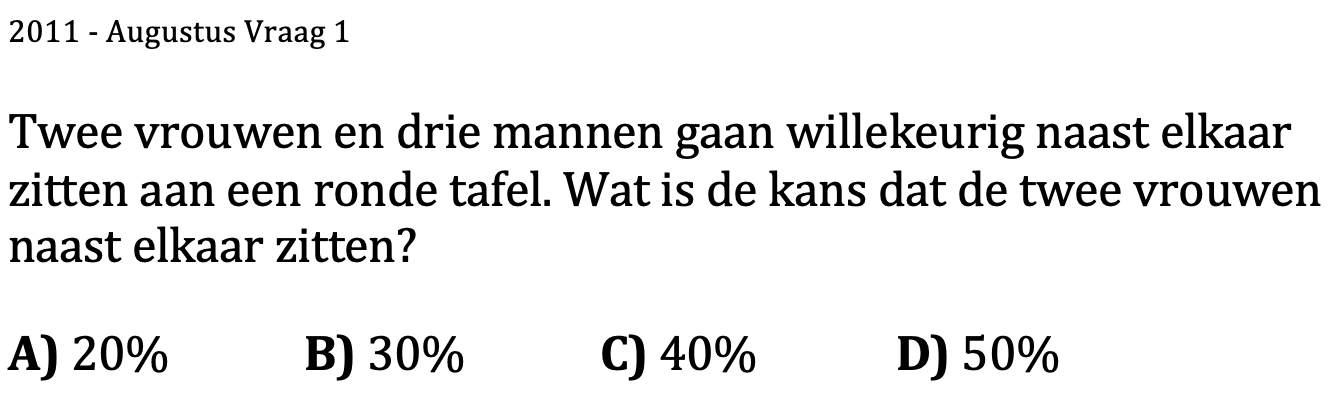 2011 - Augustus Vraag 1
Twee vrouwen en drie mannen gaan willekeurig naast elkaar
zitten aan een ronde tafel. Wat is de kans dat de twee vrouwen
naast elkaar zitten?
A) 20% B) 30% C) 40% D) 50%